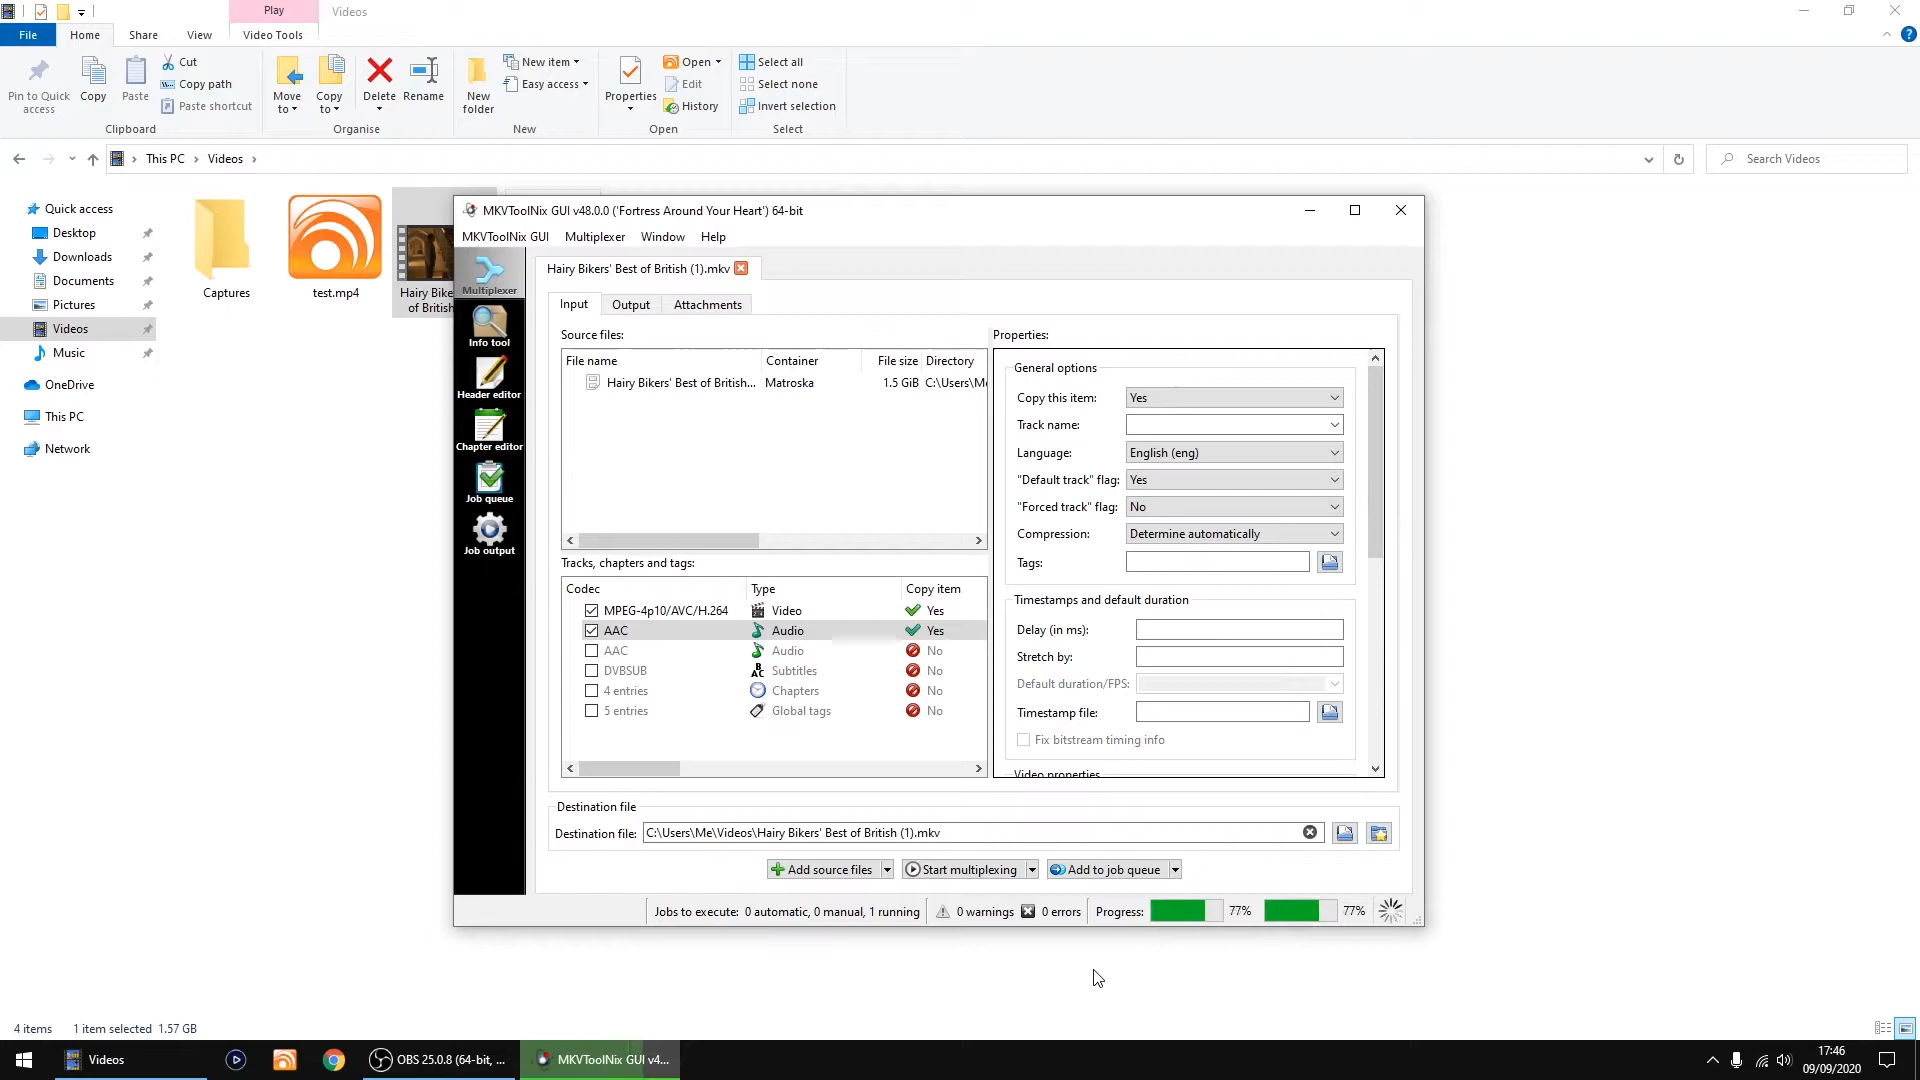 Play
Videos
File
Home
Share
View
Video Tools
Pin to Quick access
Copy
Paste
Cut
Copy path
Paste shortcut
Clipboard
Move to
Copy to
Delete
Rename
Organise
New folder
New item
Easy access
New
Properties
Open
Edit
History
Open
Select all
Select none
Invert selection
Select
This PC
Videos
Search Videos
Quick access
Desktop
Downloads
Documents
Pictures
Videos
Music
OneDrive
This PC
Network
Captures
test.mp4
Hairy Bike
of British
MKVToolNix GUI v48.0.0 ('Fortress Around Your Heart') 64-bit
MKVToolNix GUI
Multiplexer
Window
Help
Multiplexer
Info tool
Header editor
Chapter editor
Job queue
Job output
Hairy Bikers' Best of British (1).mkv
Input
Output
Attachments
Source files:
File name
Container
File size
Directory
Hairy Bikers' Best of British...
Matroska
1.5 GiB
C:\Users\Me
Tracks, chapters and tags:
Codec
Type
Copy item
MPEG-4p10/AVC/H.264
Video
Yes
AAC
Audio
Yes
AAC
Audio
No
DVBSUB
Subtitles
No
4 entries
Chapters
No
5 entries
Global tags
No
Properties:
General options
Copy this item:
Yes
Track name:
Language:
English (eng)
"Default track" flag:
Yes
"Forced track" flag:
No
Compression:
Determine automatically
Tags:
Timestamps and default duration
Delay (in ms):
Stretch by:
Default duration/FPS:
Timestamp file:
Fix bitstream timing info
Video properties
Destination file
Destination file:
C:\Users\Me\Videos\Hairy Bikers' Best of British (1).mkv
Add source files
Start multiplexing
Add to job queue
Jobs to execute: 0 automatic, 0 manual, 1 running
0 warnings
0 errors
Progress:
77%
77%
4 items
1 item selected 1.57 GB
Videos
OBS 25.0.8 (64-bit, ...
MKVToolNix GUI v4...
17:46
09/09/2020